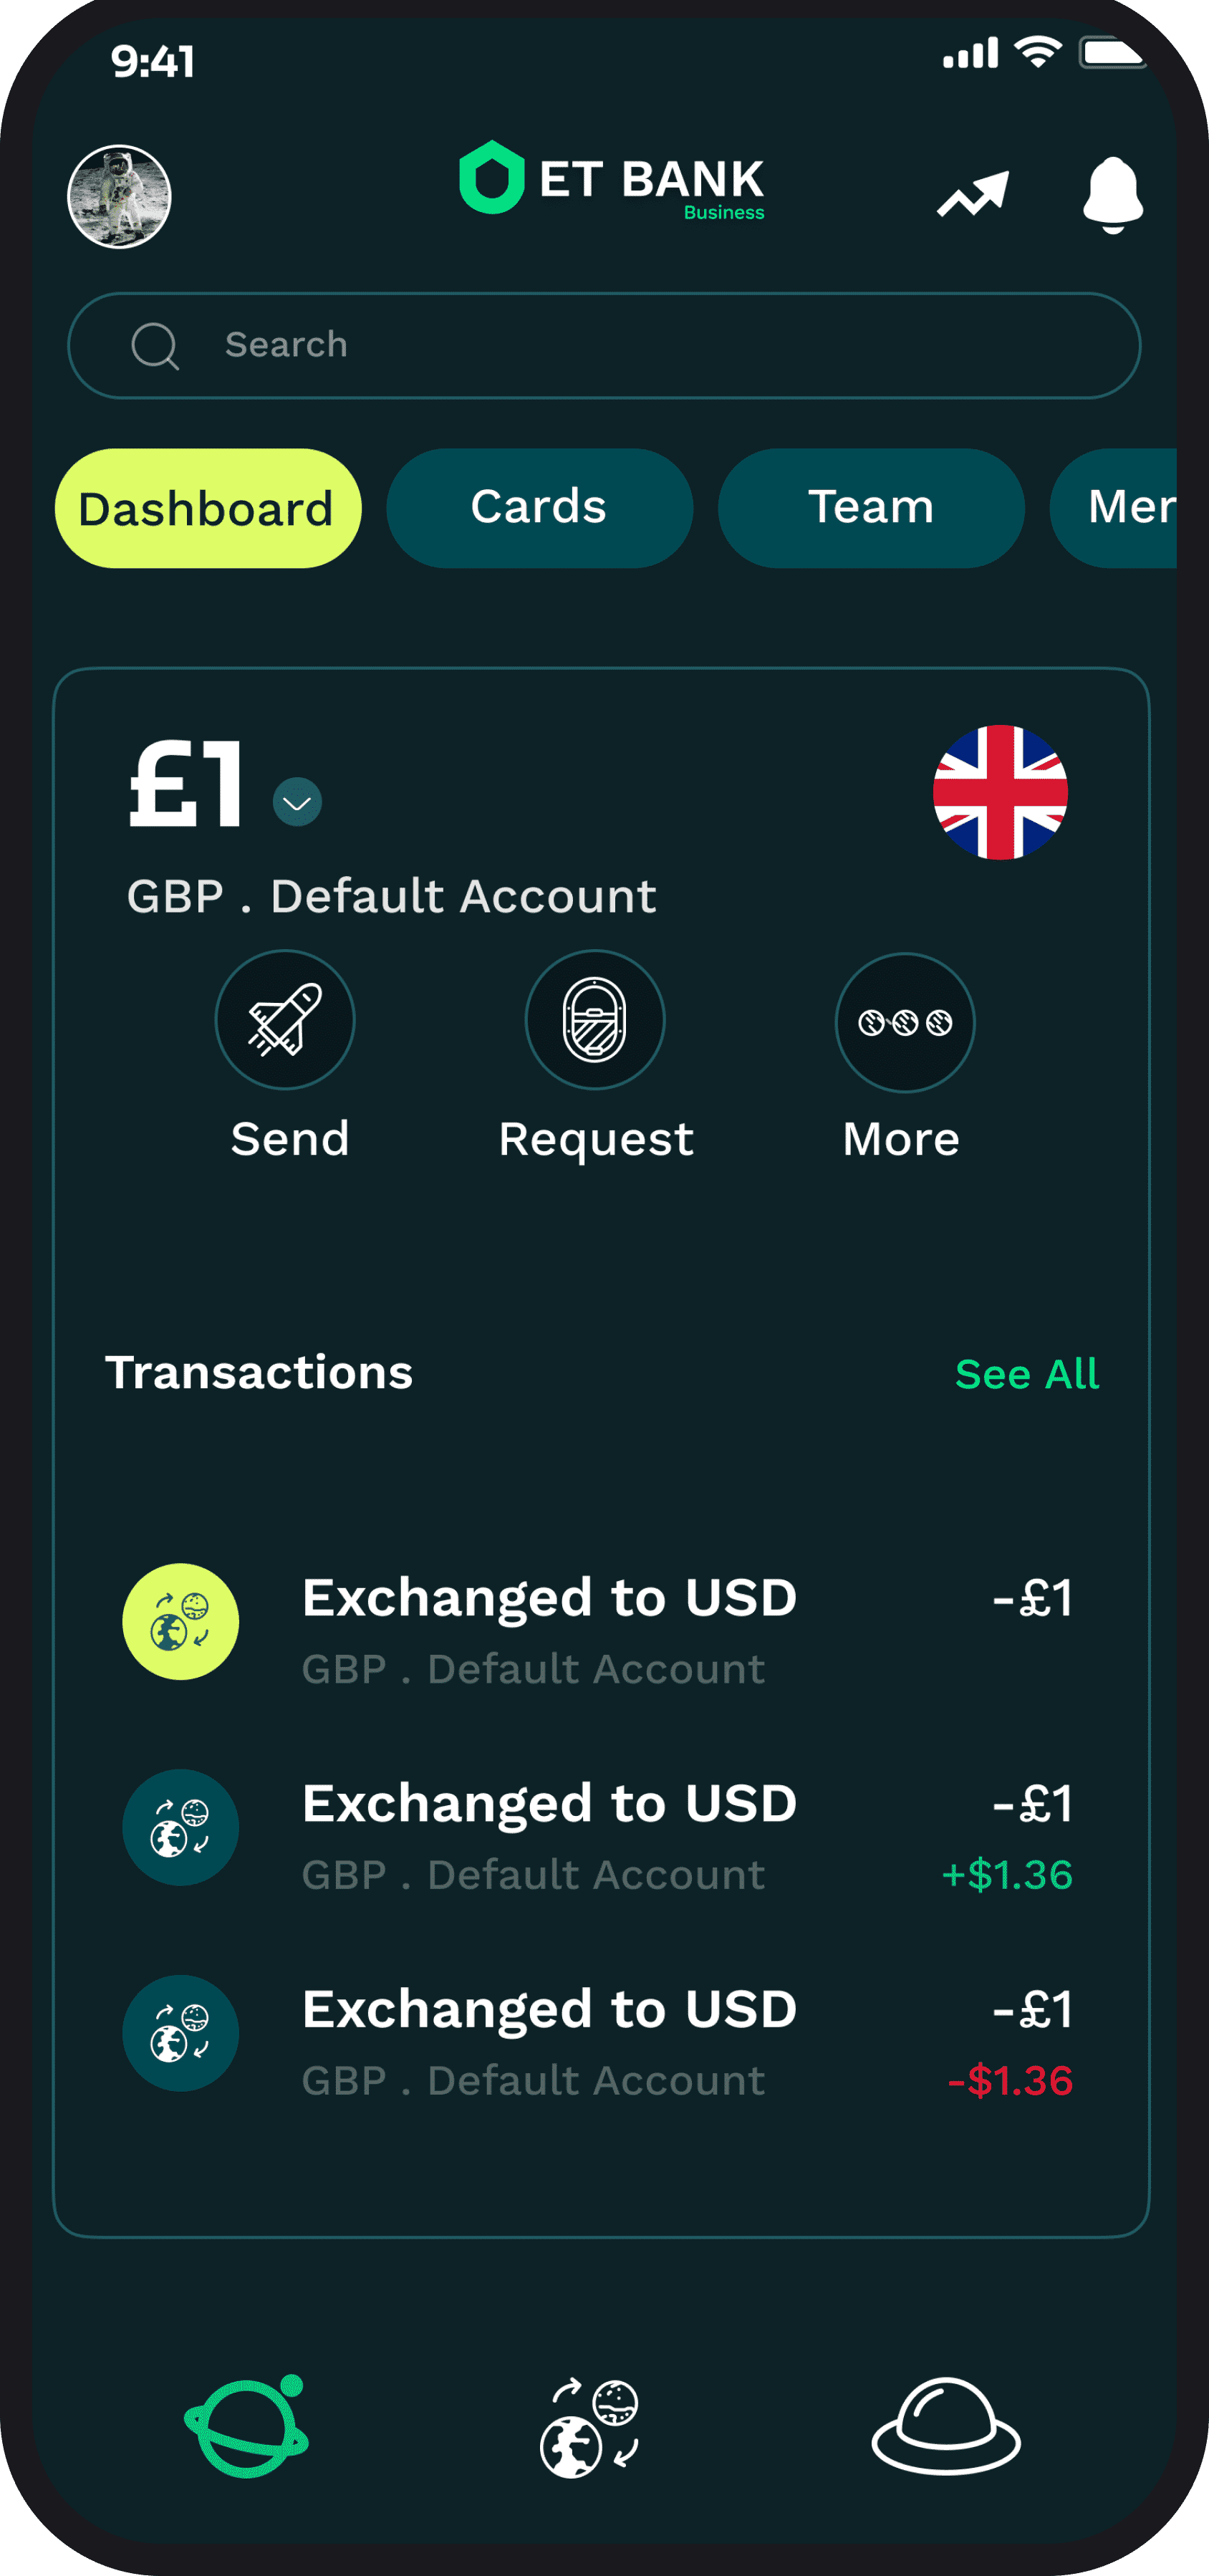 9:41
ET BANK
Business
Search
Dashboard Cards Team Mer
£1
GBP . Default Account
Send Request More
Transactions See All
Exchanged to USD -£1
GBP . Default Account
Exchanged to USD -£1
GBP . Default Account +$1.36
Exchanged to USD -£1
GBP . Default Account -$1.36